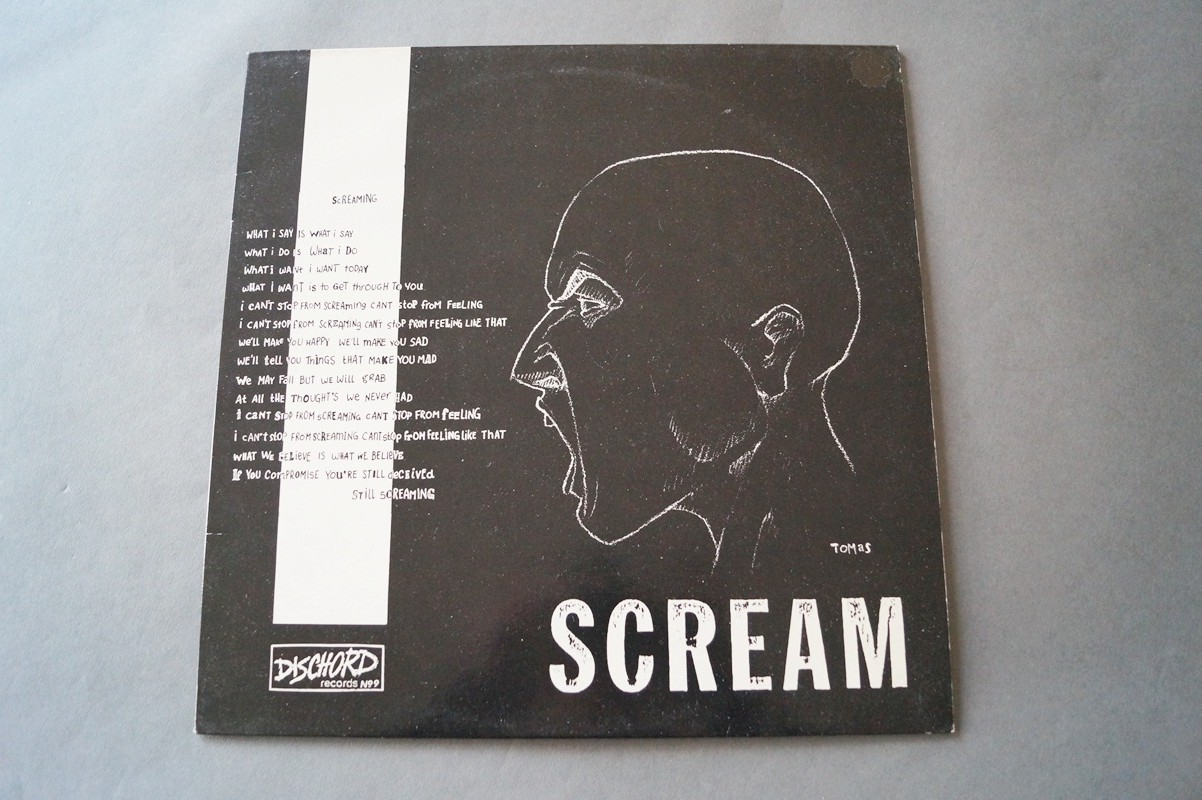 ScREAMiNG
WHAT i SAY iS WHAT i SAY
WHAT i Do is WHaT i Do
WHAT i waNt i WANT toDAY
WHAT i waNT is to GeT thROUGH To YOU
i CAN'T SToP FROM SCREAMing CANT stoP fRoM FEELING
i CAN'T STOP FROM SCREAMING CAN'T stoP FROM FEELING LIKE THAT
We'll MAKe YOU HAPPY We'll mAKE YoU SAD
We'll tell YOU THINGS tHAT MAKE YOU MAD
We MAY FAll BUT We Will gRAB
At All tHE THOUGHT'S We NEVER HAD
i CaNT SToP FROM sCREAMING CANT STOP FROM fEELING
i CAN't stOP FROM SCREAMING CANt stOp fROM FEELiNG LiKE THAT
WHAT We BELiEVE IS WHAT WE BELIEVE
IF YOU ComPROMISE YOU'RE STILL deCEiVEd
STill SCREAMING
TOMaS
SCREAM
DISCHORD
records Nº9